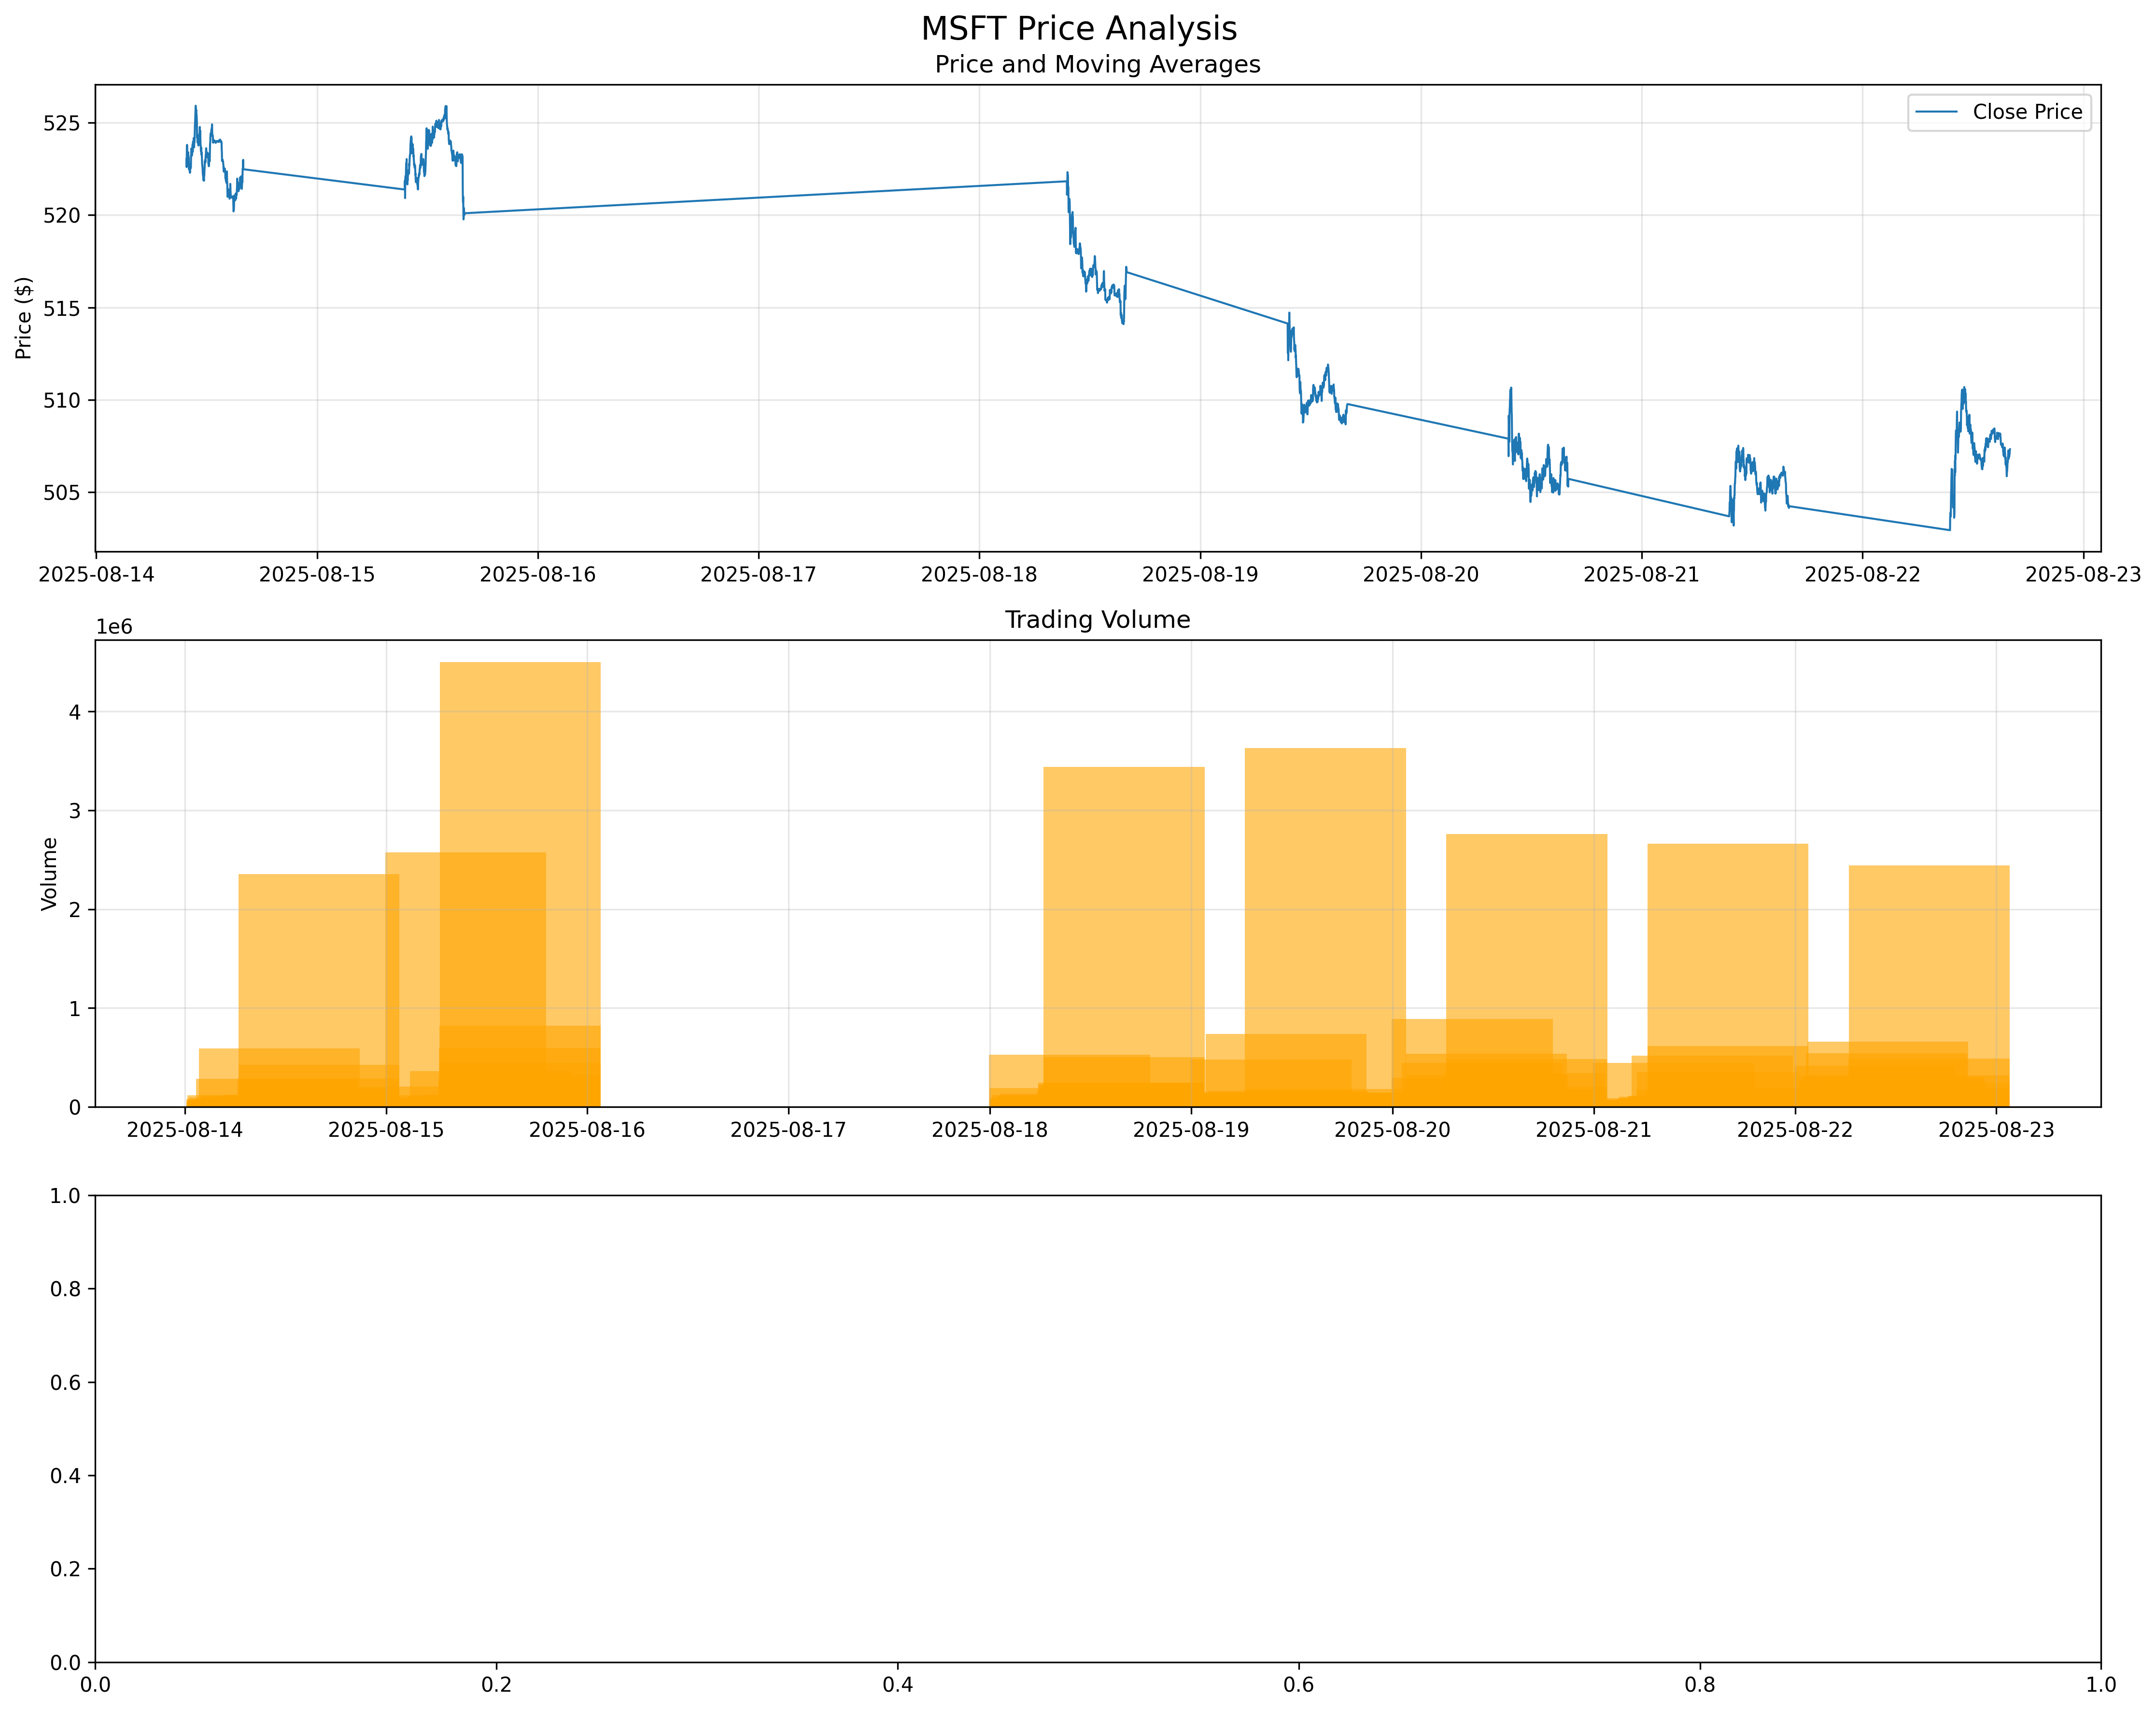 MSFT Price Analysis
Price and Moving Averages
Close Price
525
520
515
510
505
Price ($)
2025-08-14 2025-08-15 2025-08-16 2025-08-17 2025-08-18 2025-08-19 2025-08-20 2025-08-21 2025-08-22 2025-08-23
Trading Volume
1e6
4
3
2
1
0
Volume
2025-08-14 2025-08-15 2025-08-16 2025-08-17 2025-08-18 2025-08-19 2025-08-20 2025-08-21 2025-08-22 2025-08-23
1.0
0.8
0.6
0.4
0.2
0.0
0.0 0.2 0.4 0.6 0.8 1.0